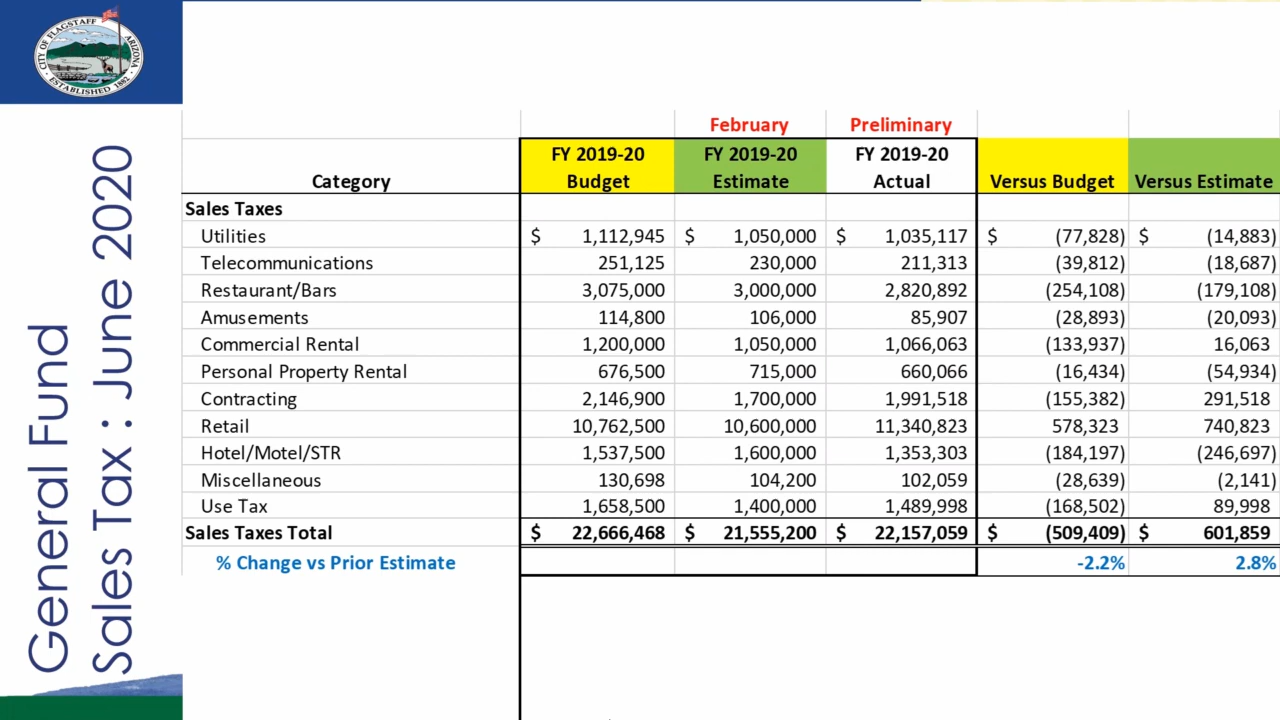 CITY OF FLAGSTAFF
ARIZONA
ESTABLISHED 1882
General Fund
Sales Tax : June 2020
February Preliminary
FY 2019-20 FY 2019-20 FY 2019-20
Category Budget Estimate Actual Versus Budget Versus Estimate
Sales Taxes
Utilities $ 1,112,945 $ 1,050,000 $ 1,035,117 $ (77,828) $ (14,883)
Telecommunications 251,125 230,000 211,313 (39,812) (18,687)
Restaurant/Bars 3,075,000 3,000,000 2,820,892 (254,108) (179,108)
Amusements 114,800 106,000 85,907 (28,893) (20,093)
Commercial Rental 1,200,000 1,050,000 1,066,063 (133,937) 16,063
Personal Property Rental 676,500 715,000 660,066 (16,434) (54,934)
Contracting 2,146,900 1,700,000 1,991,518 (155,382) 291,518
Retail 10,762,500 10,600,000 11,340,823 578,323 740,823
Hotel/Motel/STR 1,537,500 1,600,000 1,353,303 (184,197) (246,697)
Miscellaneous 130,698 104,200 102,059 (28,639) (2,141)
Use Tax 1,658,500 1,400,000 1,489,998 (168,502) 89,998
Sales Taxes Total $ 22,666,468 $ 21,555,200 $ 22,157,059 $ (509,409) $ 601,859
% Change vs Prior Estimate -2.2% 2.8%